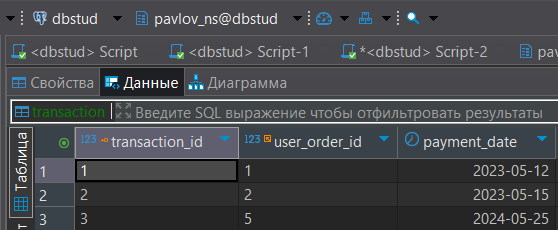 dbstud pavlov_ns@dbstud
<dbstud> Script <dbstud> Script-1 *<dbstud> Script-2 pav
Свойства Данные Диаграмма
transaction Введите SQL выражение чтобы отфильтровать результаты
Таблица
123 transaction_id 123 user_order_id payment_date
1 1 1 2023-05-12
2 2 2 2023-05-15
3 3 5 2024-05-25